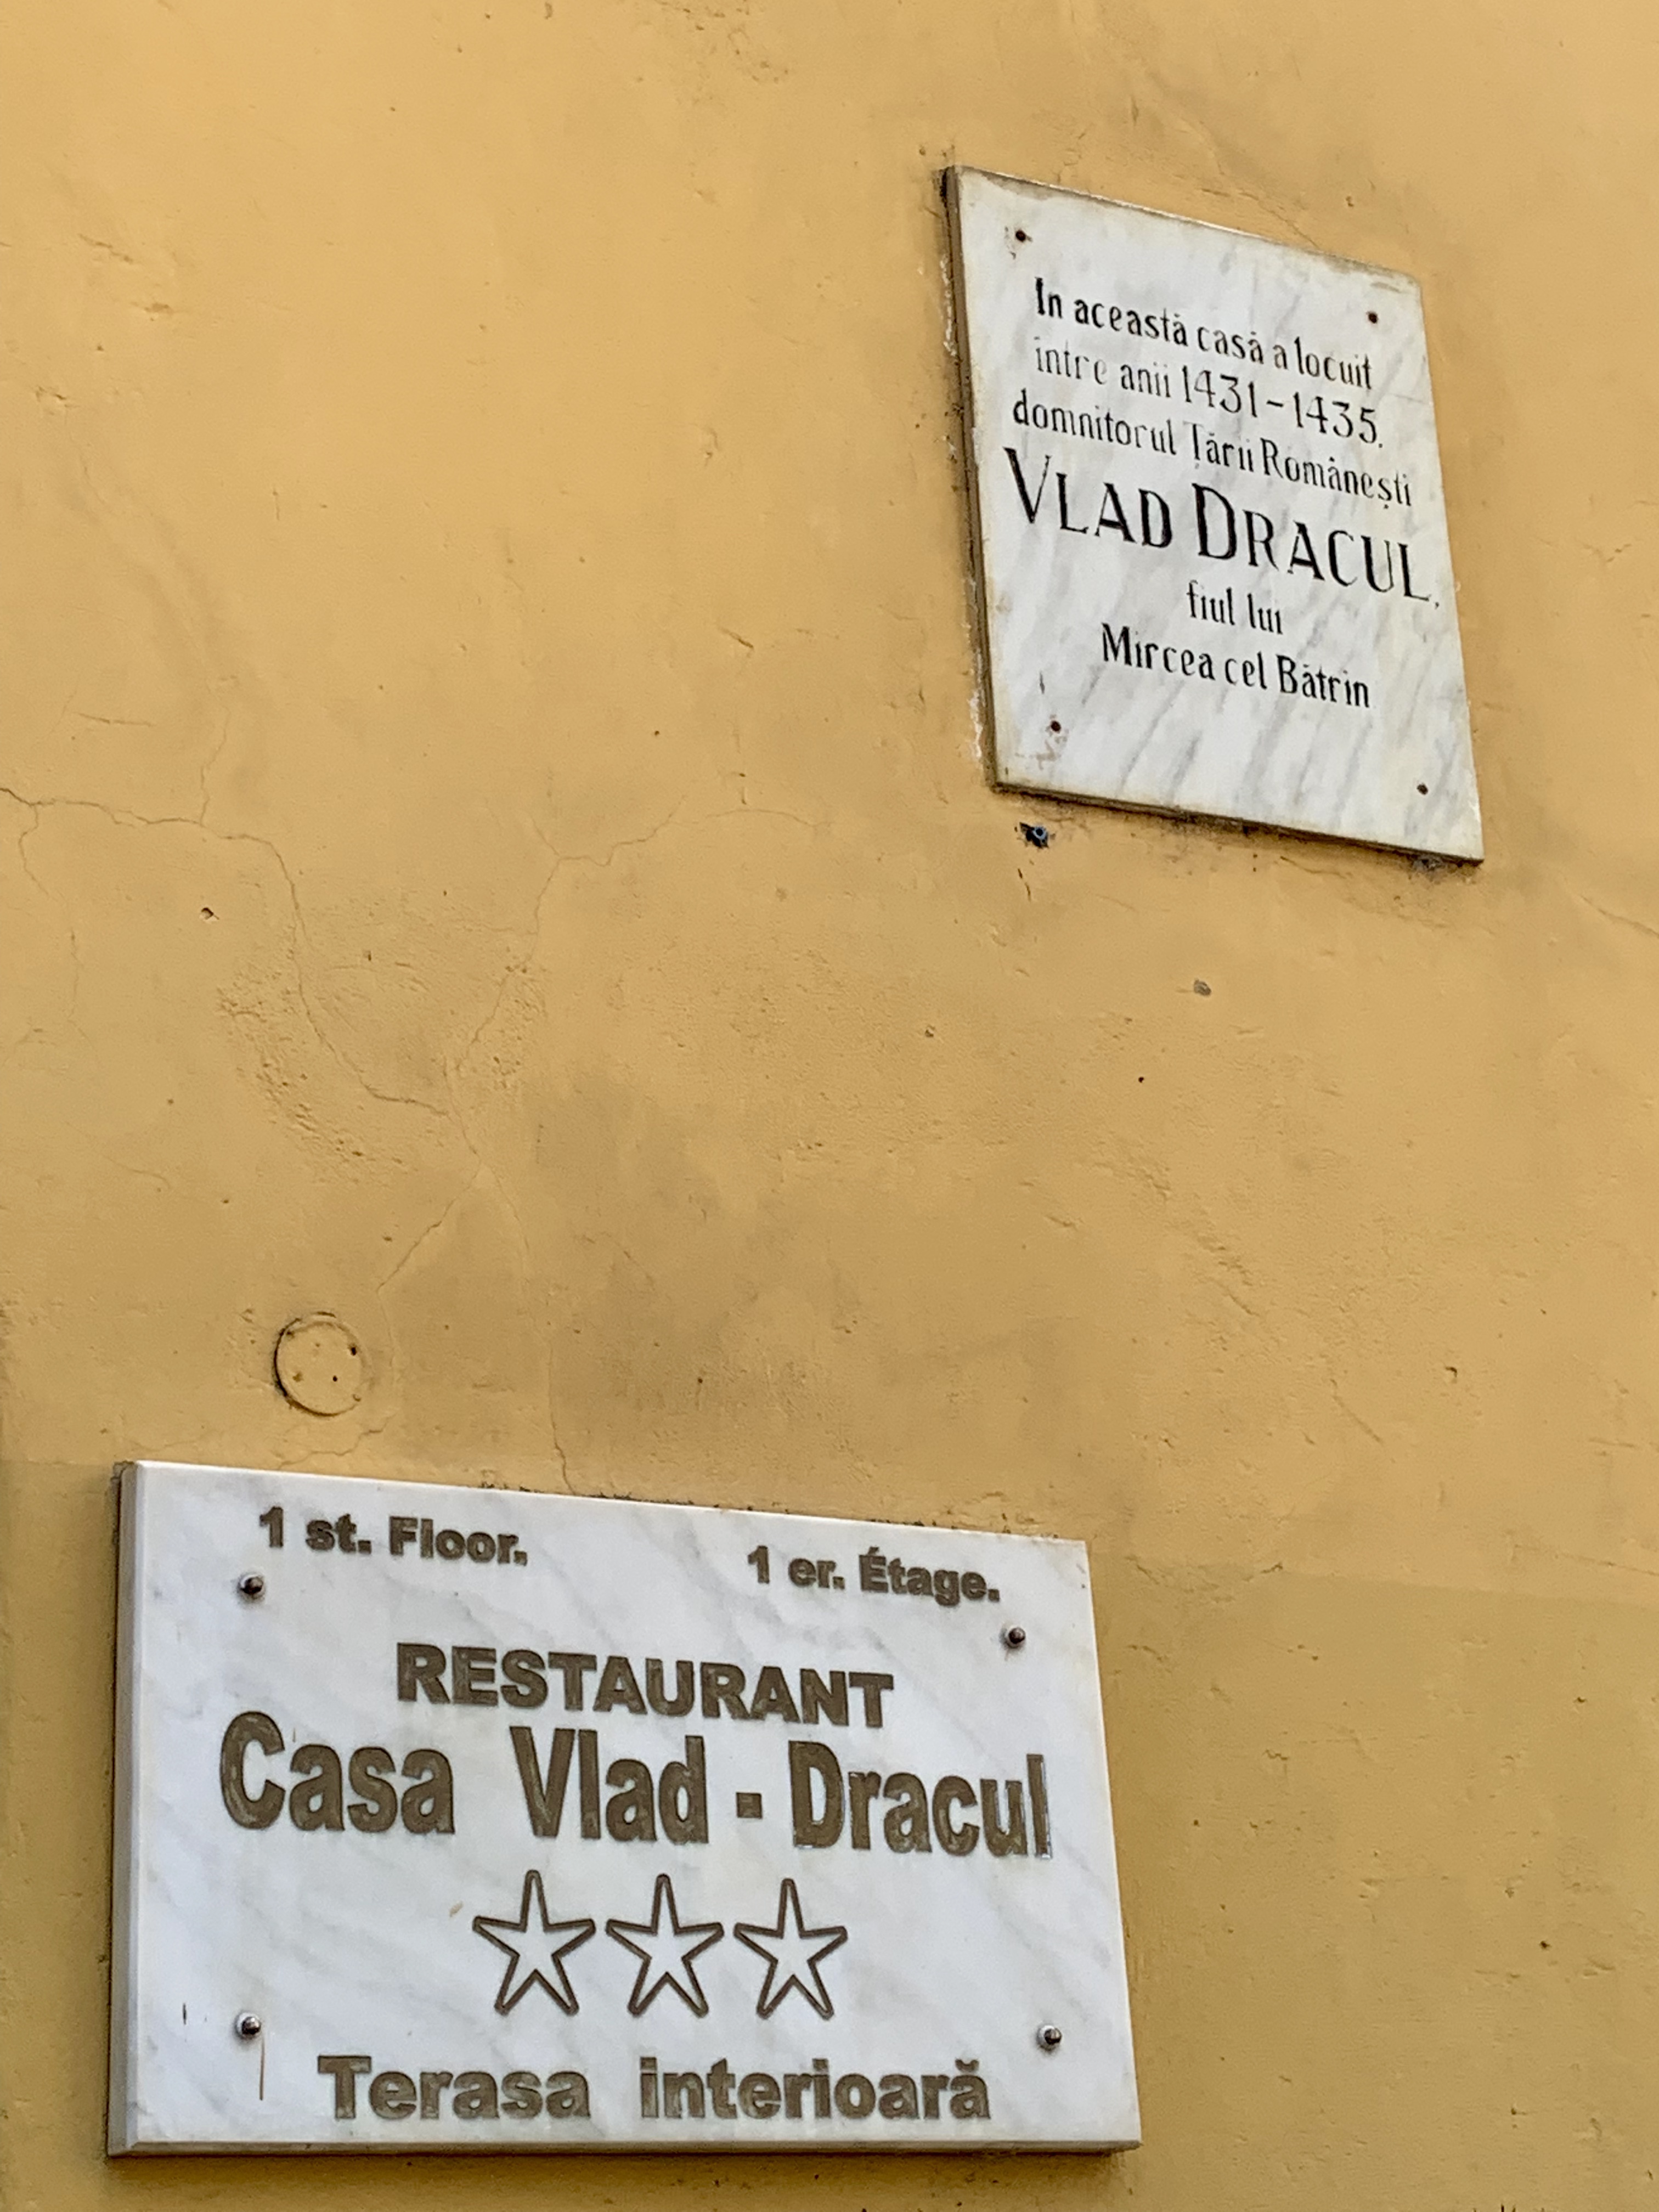 In această casă a locuit
între anii 1431-1435,
domnitorul Țării Românești
VLAD DRACUL,
fiul lui
Mircea cel Bătrîn
1 st. Floor. 1 er. Étage.
RESTAURANT
Casa Vlad - Dracul
Terasa interioară